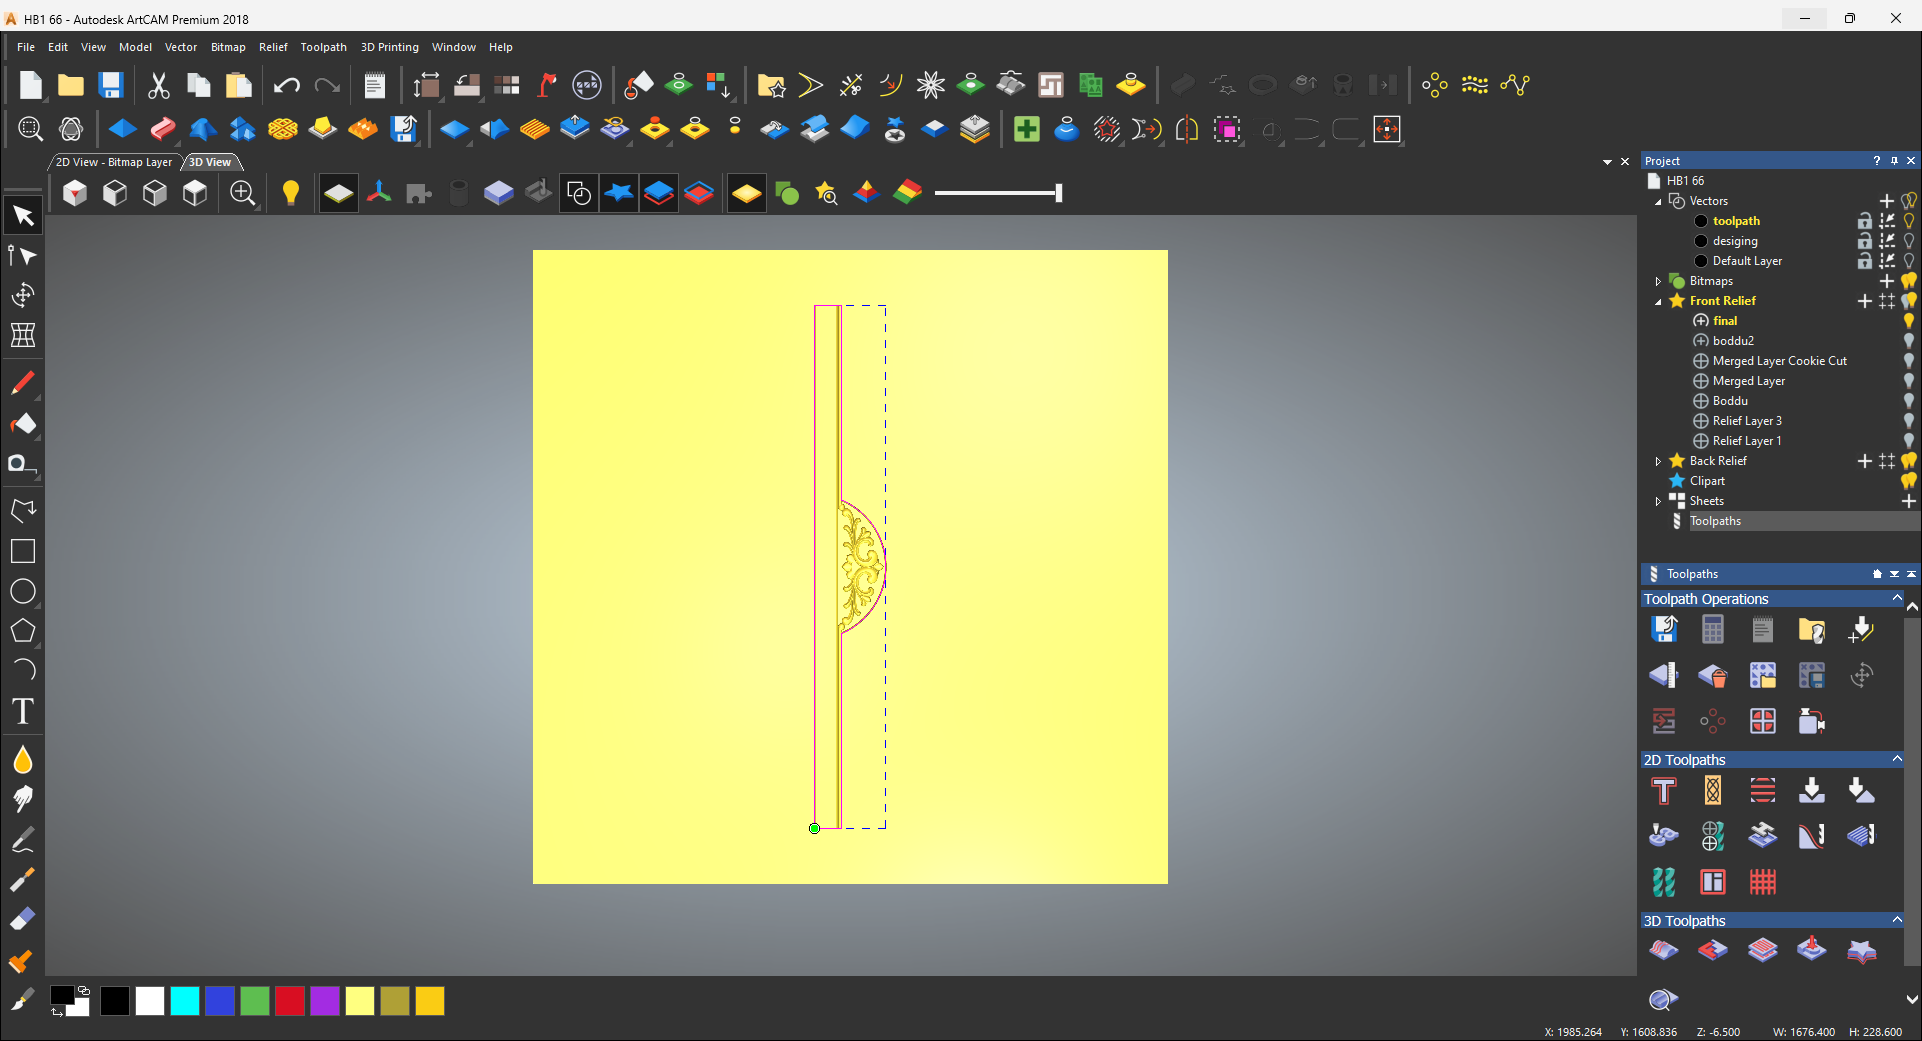 HB1 66 - Autodesk ArtCAM Premium 2018
File Edit View Model Vector Bitmap Relief Toolpath 3D Printing Window Help
2D View - Bitmap Layer 3D View
Project
HB1 66
Vectors
toolpath
desiging
Default Layer
Bitmaps
Front Relief
final
boddu2
Merged Layer Cookie Cut
Merged Layer
Boddu
Relief Layer 3
Relief Layer 1
Back Relief
Clipart
Sheets
Toolpaths
Toolpaths
Toolpath Operations
2D Toolpaths
3D Toolpaths
X: 1985.264 Y: 1608.836 Z: -6.500 W: 1676.400 H: 228.600